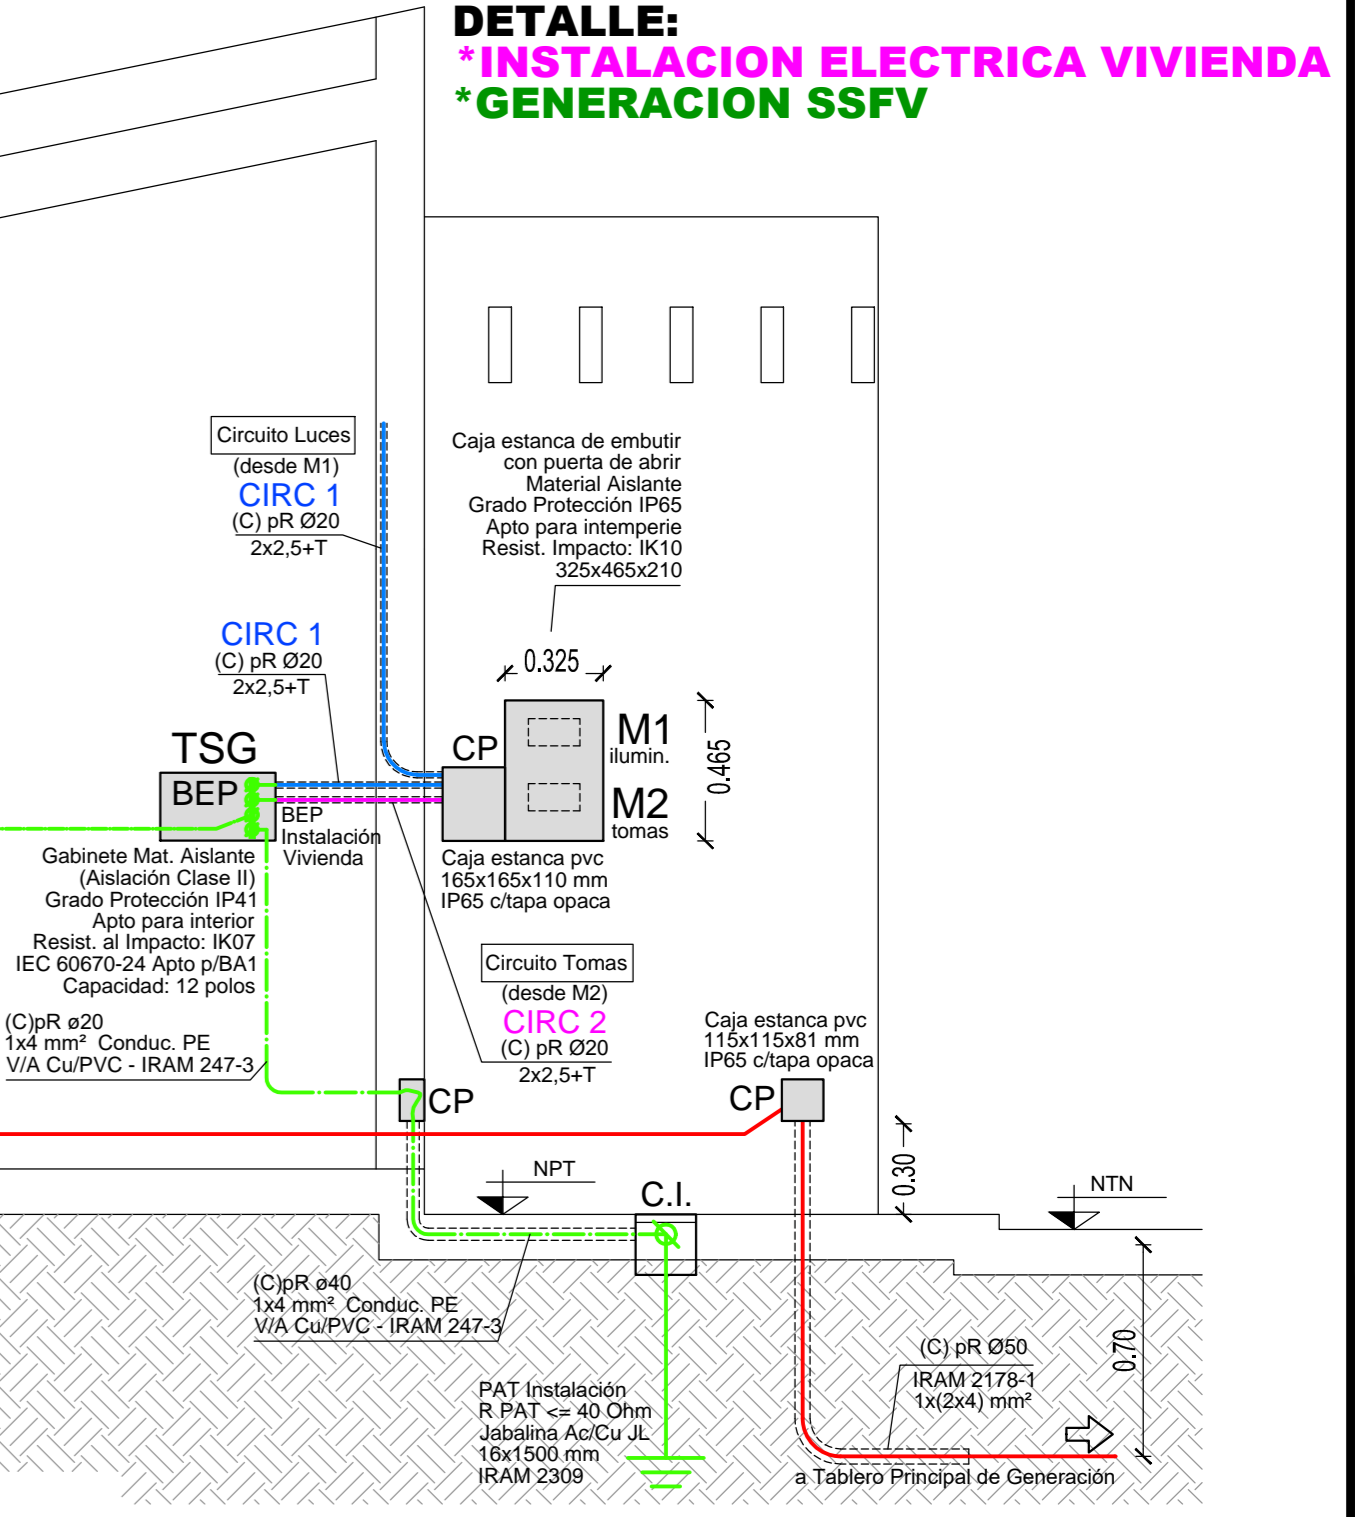 DETALLE:
*INSTALACION ELECTRICA VIVIENDA
*GENERACION SSFV
Circuito Luces
(desde M1)
CIRC 1
(C) pR Ø20
2x2,5+T
Caja estanca de embutir
con puerta de abrir
Material Aislante
Grado Protección IP65
Apto para intemperie
Resist. Impacto: IK10
325x465x210
CIRC 1
(C) pR Ø20
2x2,5+T
0.325
TSG
BEP
BEP
Instalación
Vivienda
CP
M1
ilumin.
M2
tomas
0.465
Gabinete Mat. Aislante
(Aislación Clase II)
Grado Protección IP41
Apto para interior
Resist. al Impacto: IK07
IEC 60670-24 Apto p/BA1
Capacidad: 12 polos
Caja estanca pvc
165x165x110 mm
IP65 c/tapa opaca
Circuito Tomas
(desde M2)
CIRC 2
(C) pR Ø20
2x2,5+T
(C)pR ø20
1x4 mm² Conduc. PE
V/A Cu/PVC - IRAM 247-3
Caja estanca pvc
115x115x81 mm
IP65 c/tapa opaca
CP
CP
0.30
NPT
C.I.
NTN
(C)pR ø40
1x4 mm² Conduc. PE
V/A Cu/PVC - IRAM 247-3
0.70
(C) pR Ø50
IRAM 2178-1
1x(2x4) mm²
PAT Instalación
R PAT <= 40 Ohm
Jabalina Ac/Cu JL
16x1500 mm
IRAM 2309
a Tablero Principal de Generación